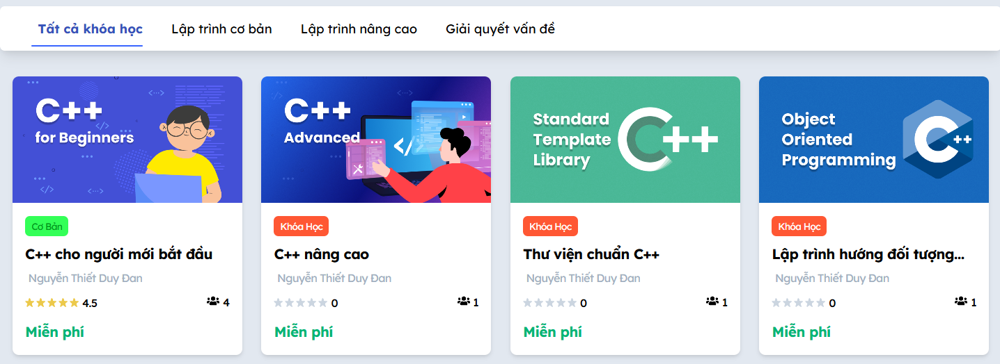 Tất cả khóa học
Lập trình cơ bản
Lập trình nâng cao
Giải quyết vấn đề
C++
for Beginners
Cơ Bản
C++ cho người mới bắt đầu
Nguyễn Thiết Duy Đan
4.5
4
Miễn phí
C++
Advanced
Khóa Học
C++ nâng cao
Nguyễn Thiết Duy Đan
0
1
Miễn phí
Standard
Template
Library
C++
Khóa Học
Thư viện chuẩn C++
Nguyễn Thiết Duy Đan
0
1
Miễn phí
Object
Oriented
Programming
C++
Khóa Học
Lập trình hướng đối tượng...
Nguyễn Thiết Duy Đan
0
1
Miễn phí